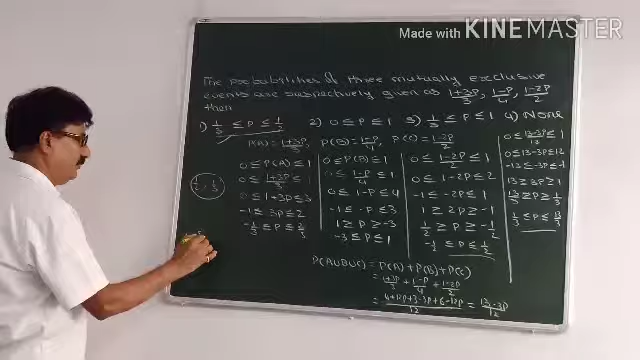 Made with KINEMASTER
The probabilities of three mutually exclusive
events are respectively given as (1+3P)/3, (1-P)/4, (1-2P)/2
then
1) 1/3 ≤ P ≤ 1/2 2) 0 ≤ P ≤ 1 3) 1/3 ≤ P ≤ 1 4) None
P(A) = (1+3P)/3, P(B) = (1-P)/4, P(C) = (1-2P)/2
0 ≤ P(A) ≤ 1
0 ≤ (1+3P)/3 ≤ 1
0 ≤ 1+3P ≤ 3
-1 ≤ 3P ≤ 2
-1/3 ≤ P ≤ 2/3
0 ≤ P(B) ≤ 1
0 ≤ (1-P)/4 ≤ 1
0 ≤ 1-P ≤ 4
-1 ≤ -P ≤ 3
1 ≥ P ≥ -3
-3 ≤ P ≤ 1
0 ≤ (1-2P)/2 ≤ 1
0 ≤ 1-2P ≤ 2
-1 ≤ -2P ≤ 1
1 ≥ 2P ≥ -1
1/2 ≥ P ≥ -1/2
-1/2 ≤ P ≤ 1/2
0 ≤ (13-3P)/12 ≤ 1
0 ≤ 13-3P ≤ 12
-13 ≤ -3P ≤ -1
13 ≥ 3P ≥ 1
13/3 ≥ P ≥ 1/3
1/3 ≤ P ≤ 13/3
P(AUBUC) = P(A) + P(B) + P(C)
= (1+3P)/3 + (1-P)/4 + (1-2P)/2
= (4+12P+3-3P+6-12P)/12 = (13-3P)/12